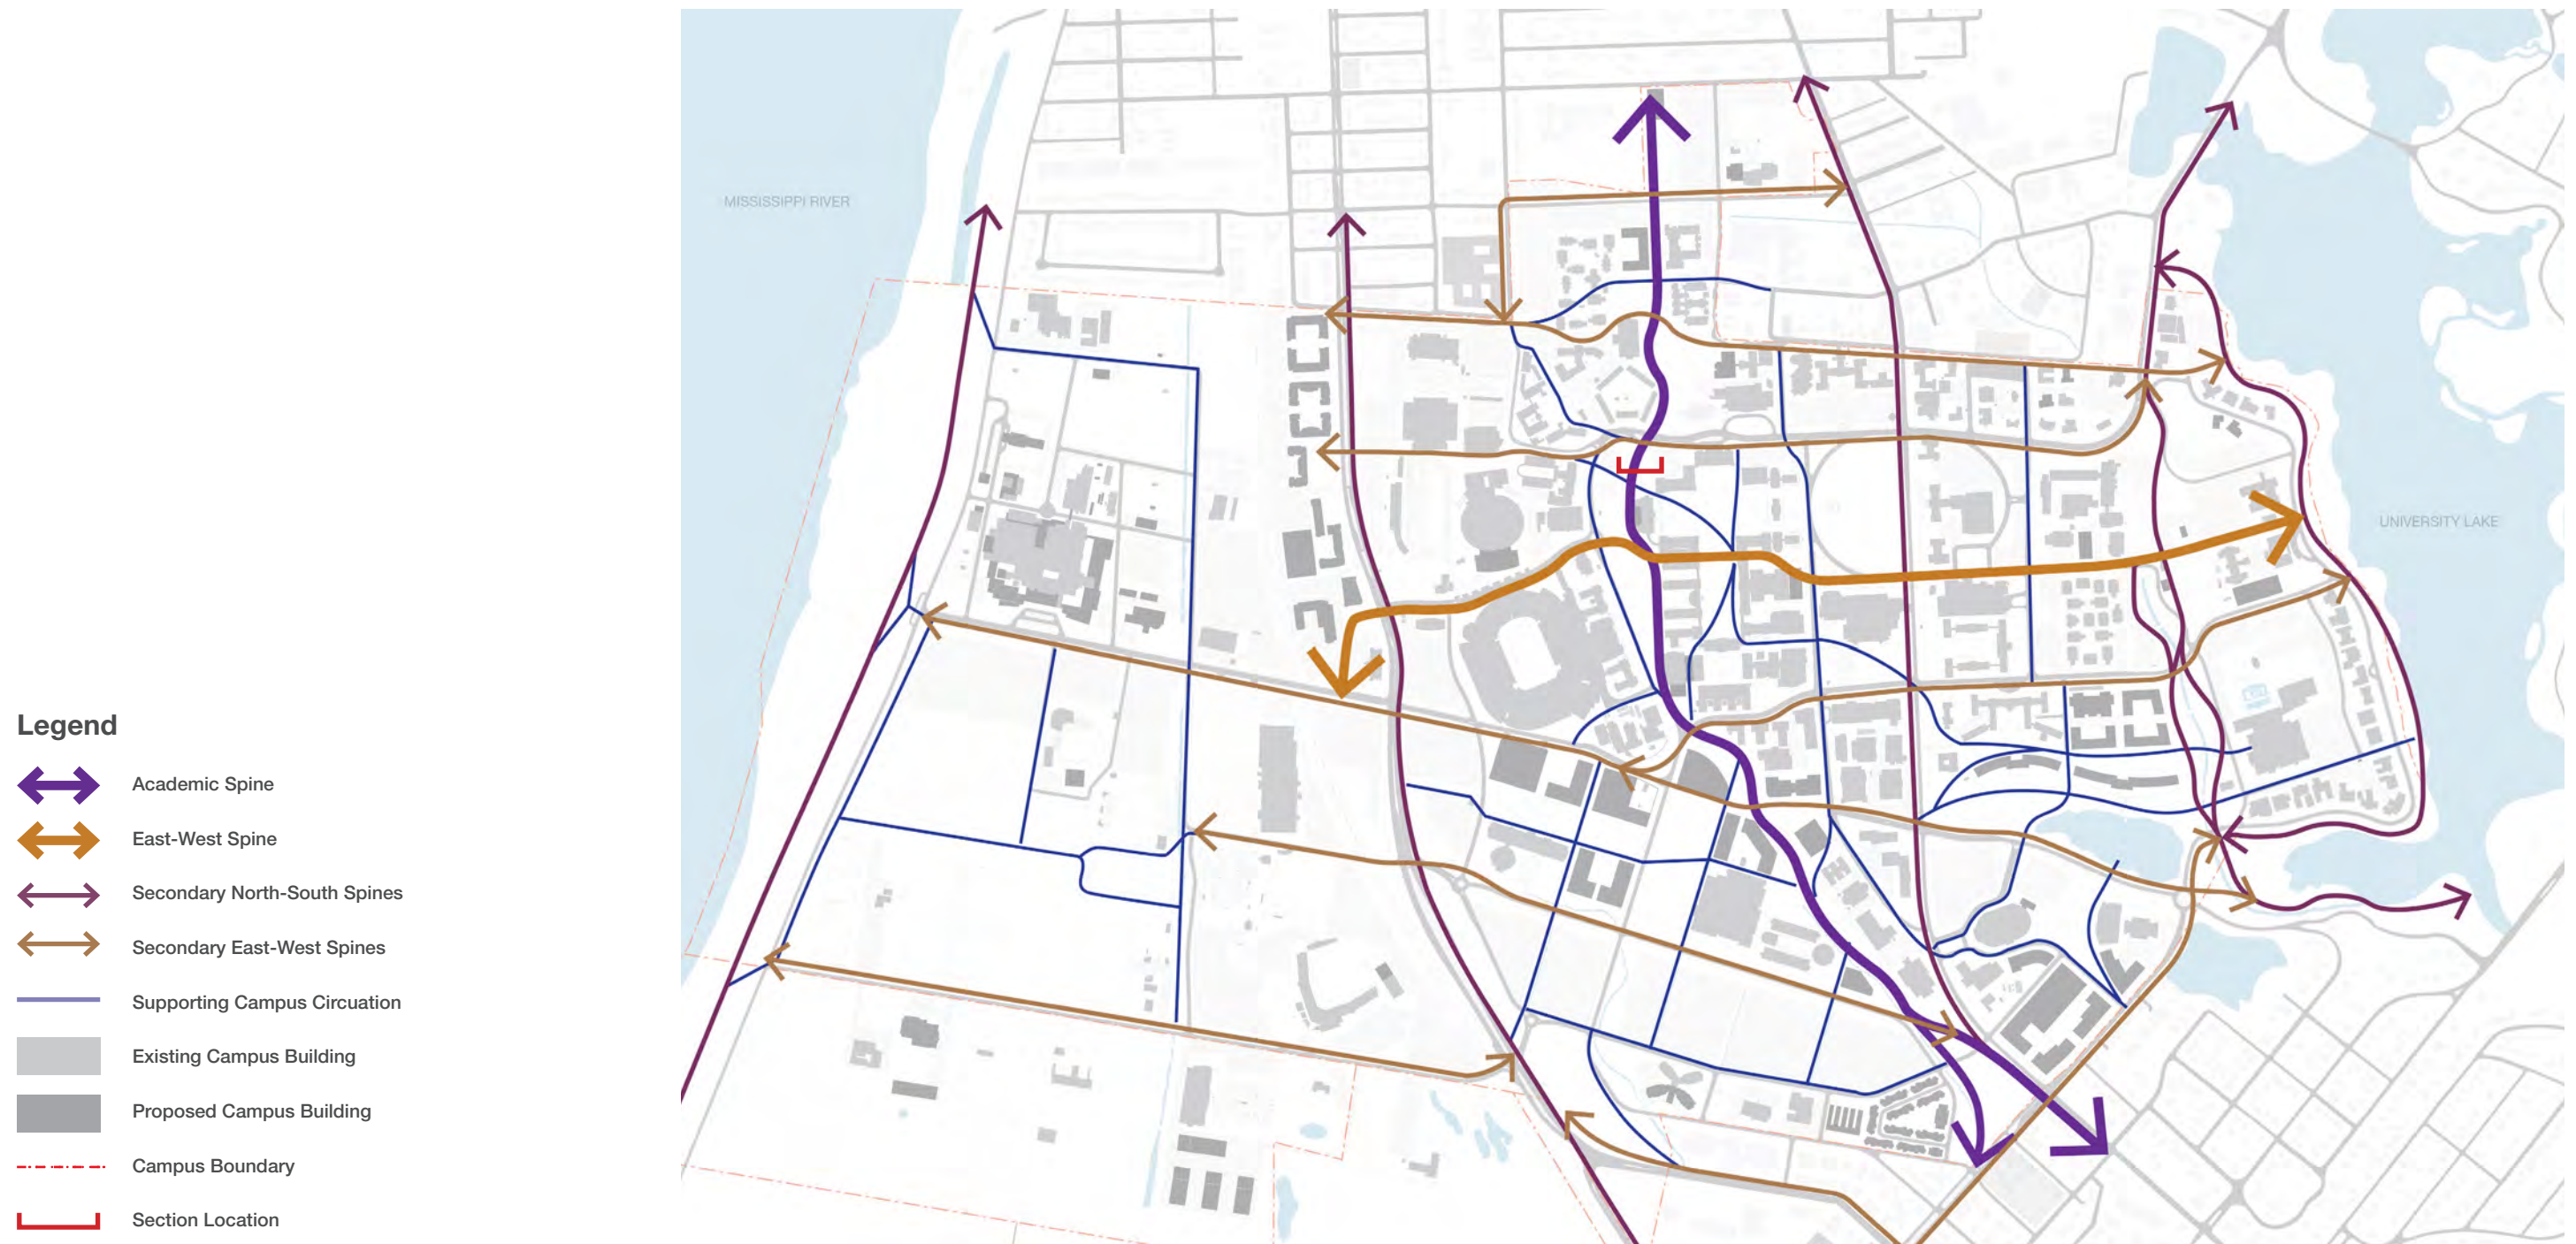 MISSISSIPPI RIVER
UNIVERSITY LAKE
Legend
Academic Spine
East-West Spine
Secondary North-South Spines
Secondary East-West Spines
Supporting Campus Circuation
Existing Campus Building
Proposed Campus Building
Campus Boundary
Section Location